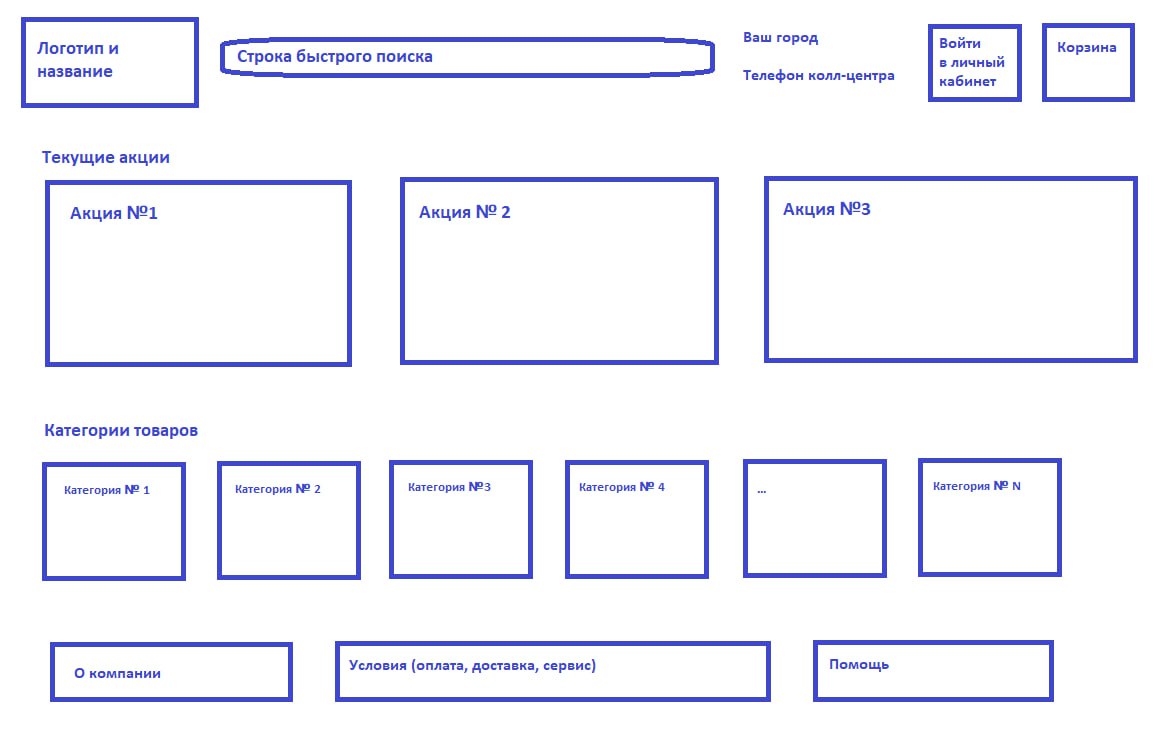 Логотип и
название
Строка быстрого поиска
Ваш город
Телефон колл-центра
Войти
в личный
кабинет
Корзина
Текущие акции
Акция №1
Акция № 2
Акция №3
Категории товаров
Категория № 1
Категория № 2
Категория №3
Категория № 4
...
Категория № N
О компании
Условия (оплата, доставка, сервис)
Помощь